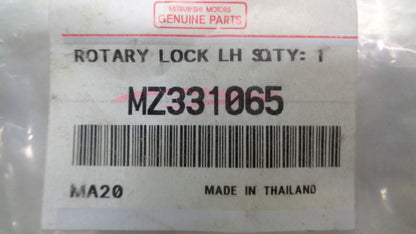 MITSUBISHI MOTORS
GENUINE PARTS
ROTARY LOCK LH SQTY: 1
MZ331065
MA20 MADE IN THAILAND